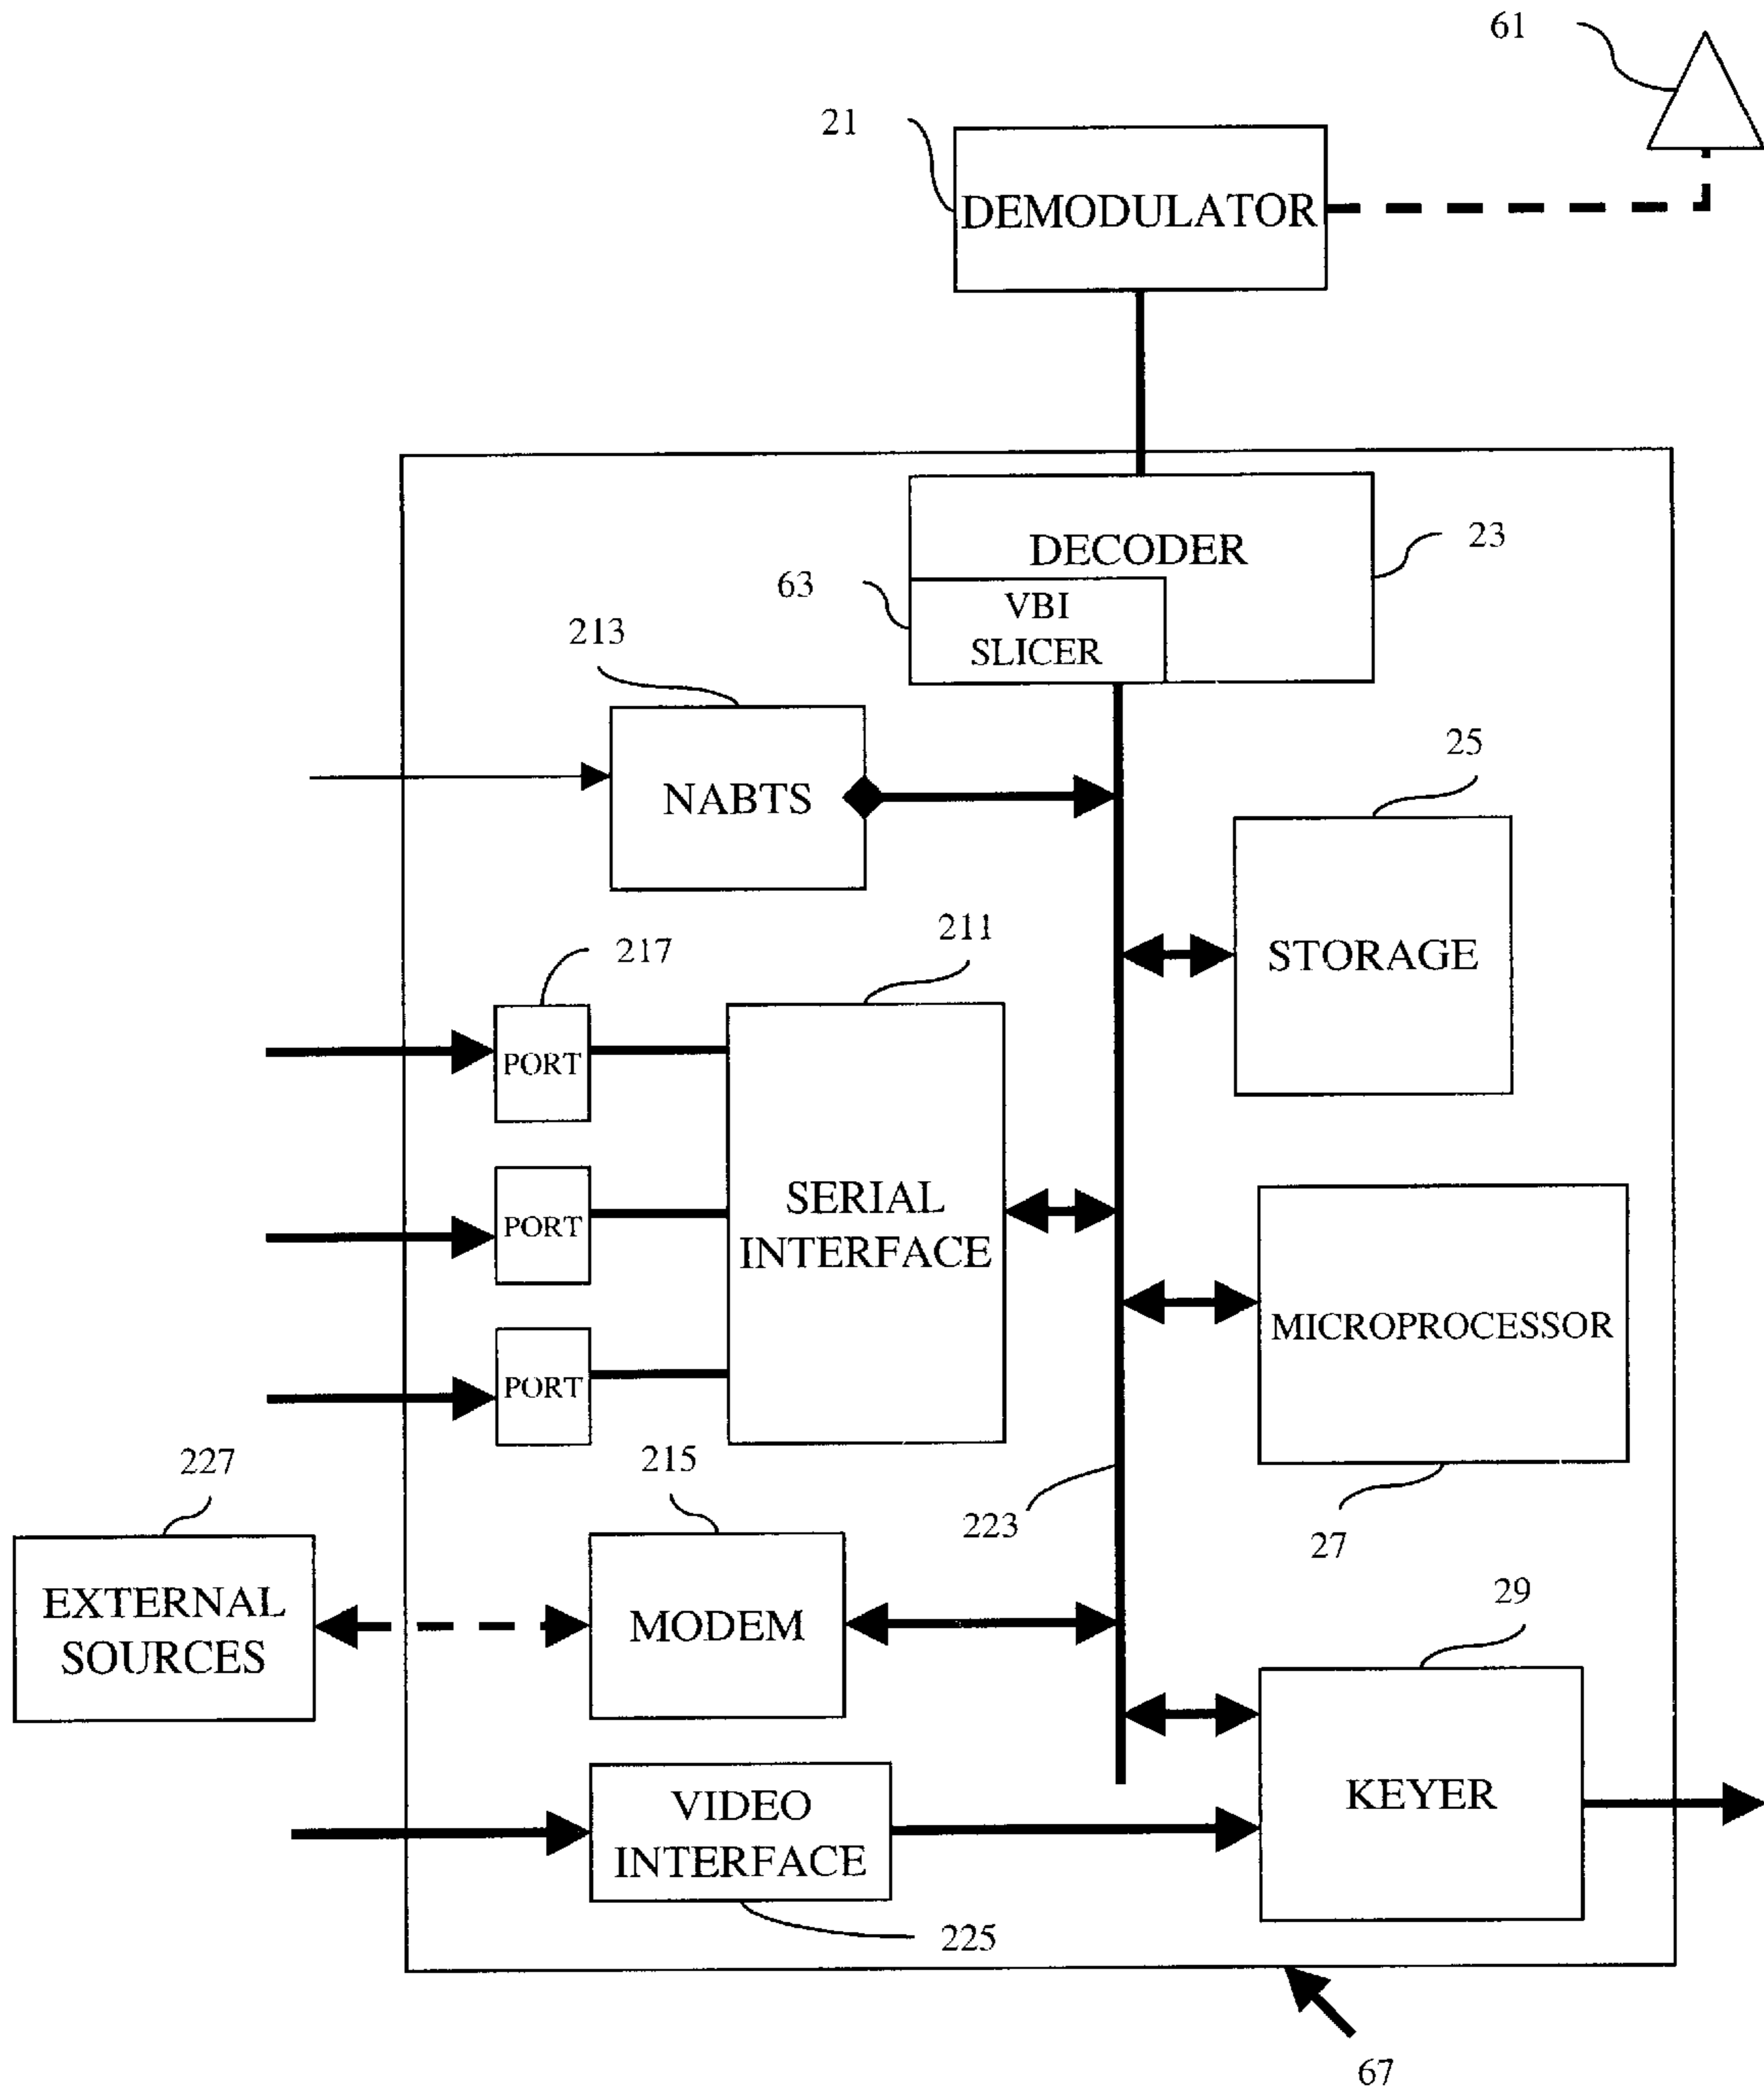 61
21
DEMODULATOR
DECODER
23
63
VBI
SLICER
213
NABTS
25
STORAGE
217
211
PORT
PORT
PORT
SERIAL
INTERFACE
MICROPROCESSOR
27
223
227
EXTERNAL
SOURCES
215
MODEM
29
KEYER
VIDEO
INTERFACE
225
67